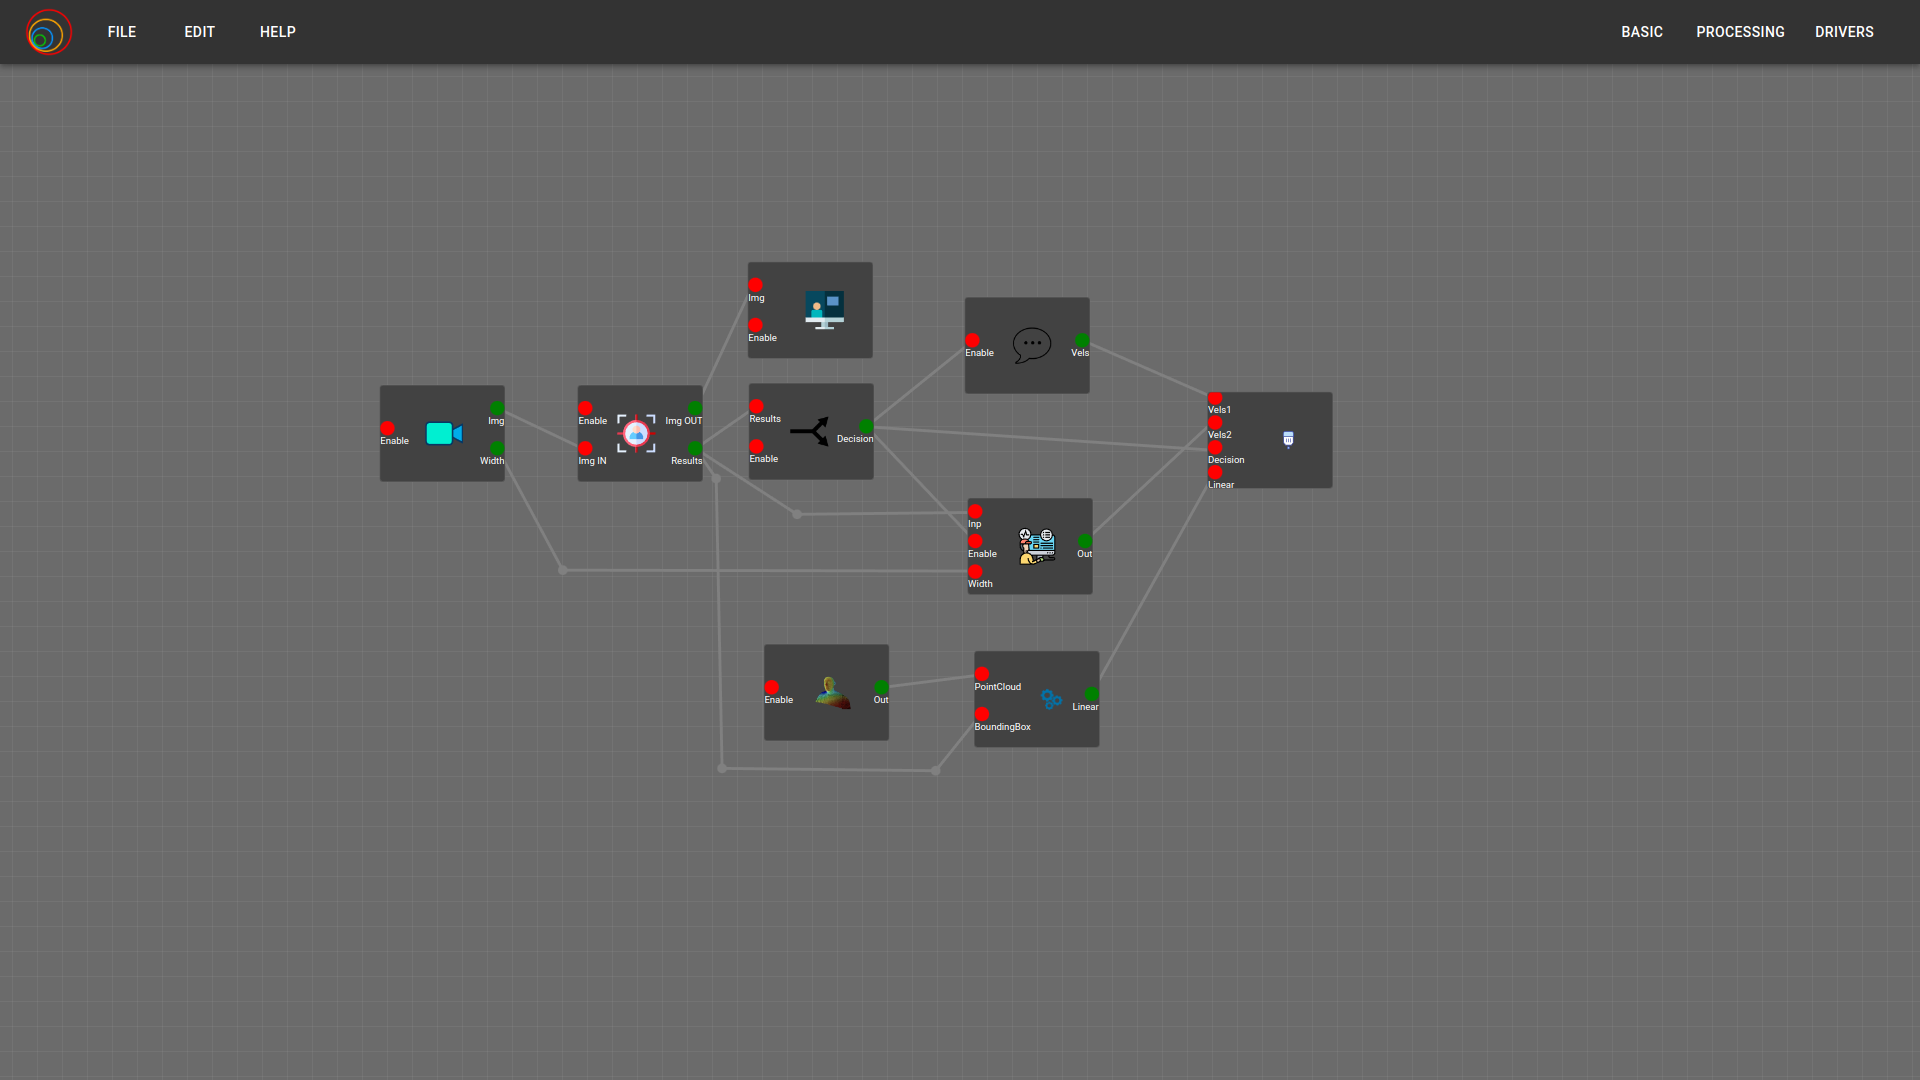 FILE
EDIT
HELP
BASIC
PROCESSING
DRIVERS
Img
Enable
Enable
Vels
Enable
Img
Width
Enable
Img IN
Img OUT
Results
Results
Enable
Decision
Vels1
Vels2
Decision
Linear
Inp
Enable
Width
Out
Enable
Out
PointCloud
BoundingBox
Linear